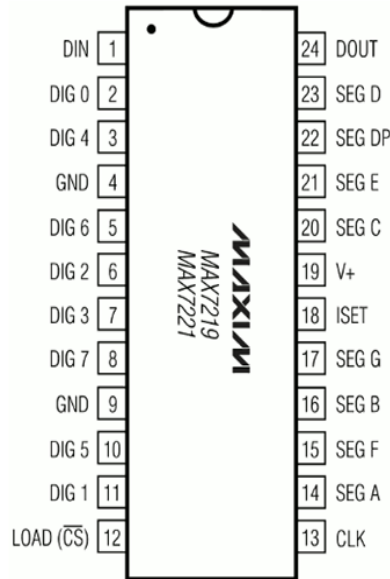 DIN 1
DIG 0 2
DIG 4 3
GND 4
DIG 6 5
DIG 2 6
DIG 3 7
DIG 7 8
GND 9
DIG 5 10
DIG 1 11
LOAD (C̅S̅) 12
MAXIM
MAX7219
MAX7221
24 DOUT
23 SEG D
22 SEG DP
21 SEG E
20 SEG C
19 V+
18 ISET
17 SEG G
16 SEG B
15 SEG F
14 SEG A
13 CLK